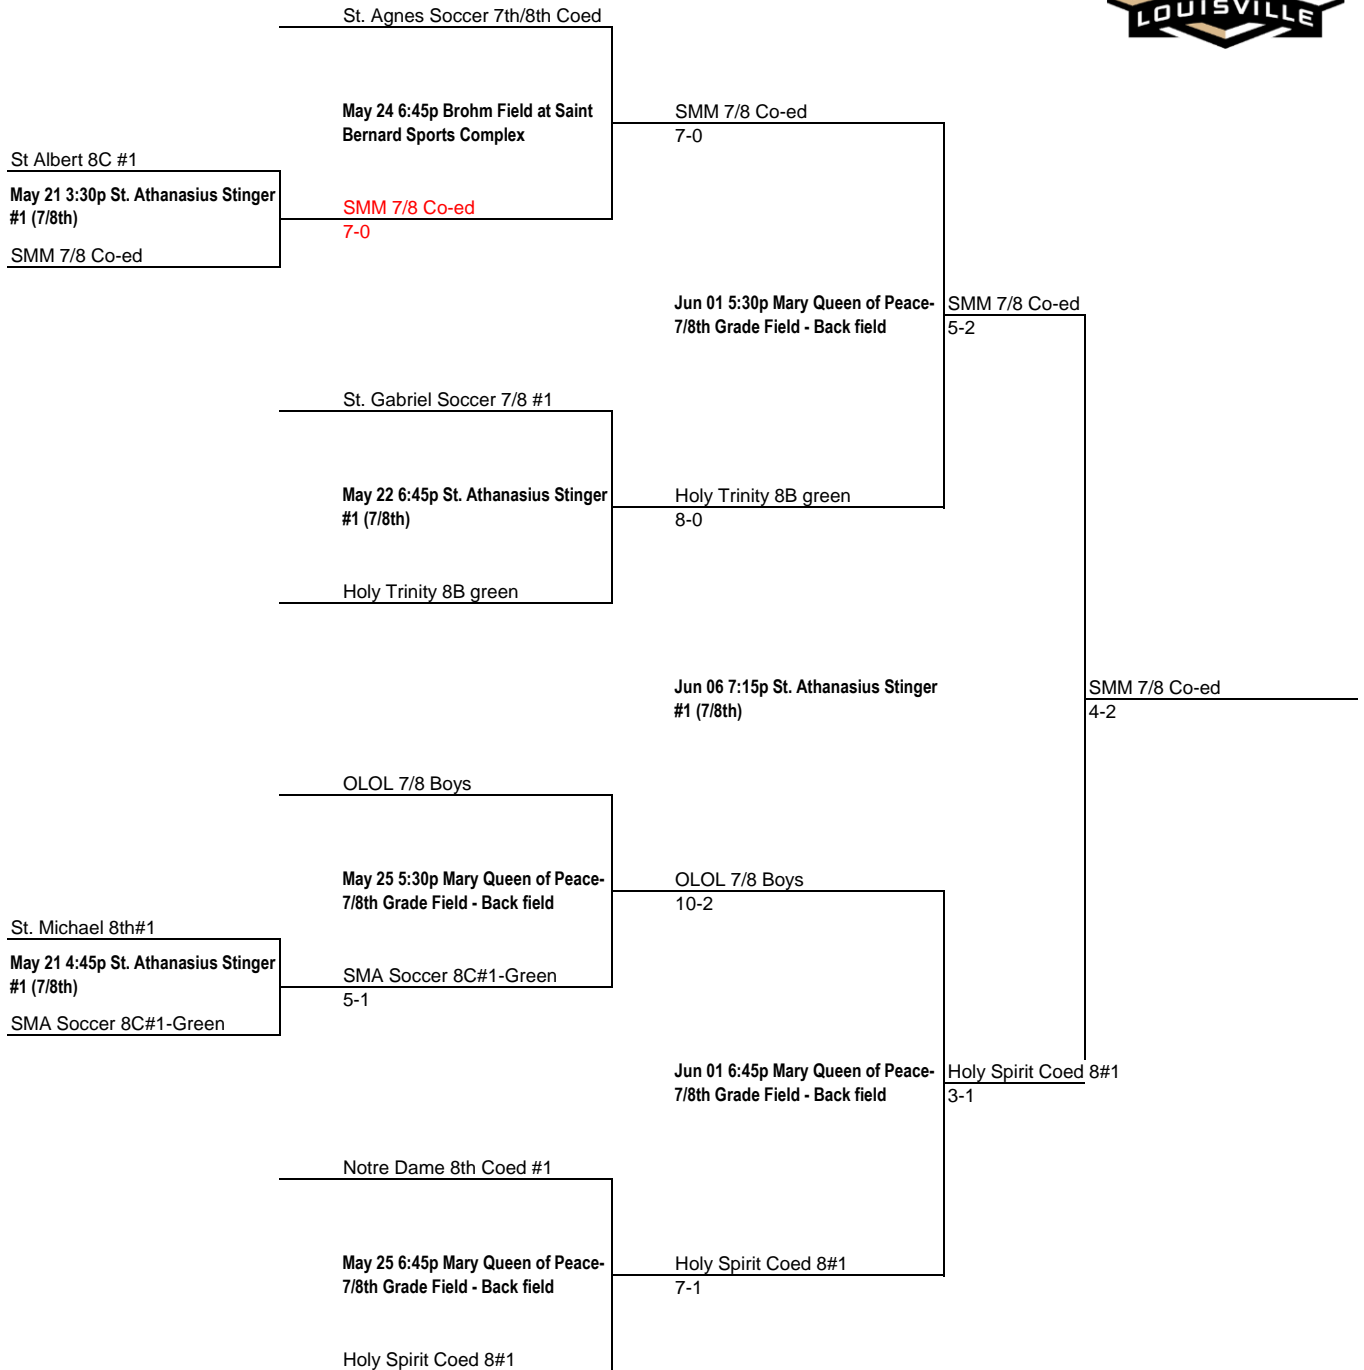 LOUISVILLE
St. Agnes Soccer 7th/8th Coed
May 24 6:45p Brohm Field at Saint
Bernard Sports Complex
SMM 7/8 Co-ed
7-0
St Albert 8C #1
May 21 3:30p St. Athanasius Stinger
#1 (7/8th)
SMM 7/8 Co-ed
7-0
SMM 7/8 Co-ed
Jun 01 5:30p Mary Queen of Peace-
7/8th Grade Field - Back field
SMM 7/8 Co-ed
5-2
St. Gabriel Soccer 7/8 #1
May 22 6:45p St. Athanasius Stinger
#1 (7/8th)
Holy Trinity 8B green
8-0
Holy Trinity 8B green
Jun 06 7:15p St. Athanasius Stinger
#1 (7/8th)
SMM 7/8 Co-ed
4-2
OLOL 7/8 Boys
May 25 5:30p Mary Queen of Peace-
7/8th Grade Field - Back field
OLOL 7/8 Boys
10-2
St. Michael 8th#1
May 21 4:45p St. Athanasius Stinger
#1 (7/8th)
SMA Soccer 8C#1-Green
5-1
SMA Soccer 8C#1-Green
Jun 01 6:45p Mary Queen of Peace-
7/8th Grade Field - Back field
Holy Spirit Coed 8#1
3-1
Notre Dame 8th Coed #1
May 25 6:45p Mary Queen of Peace-
7/8th Grade Field - Back field
Holy Spirit Coed 8#1
7-1
Holy Spirit Coed 8#1